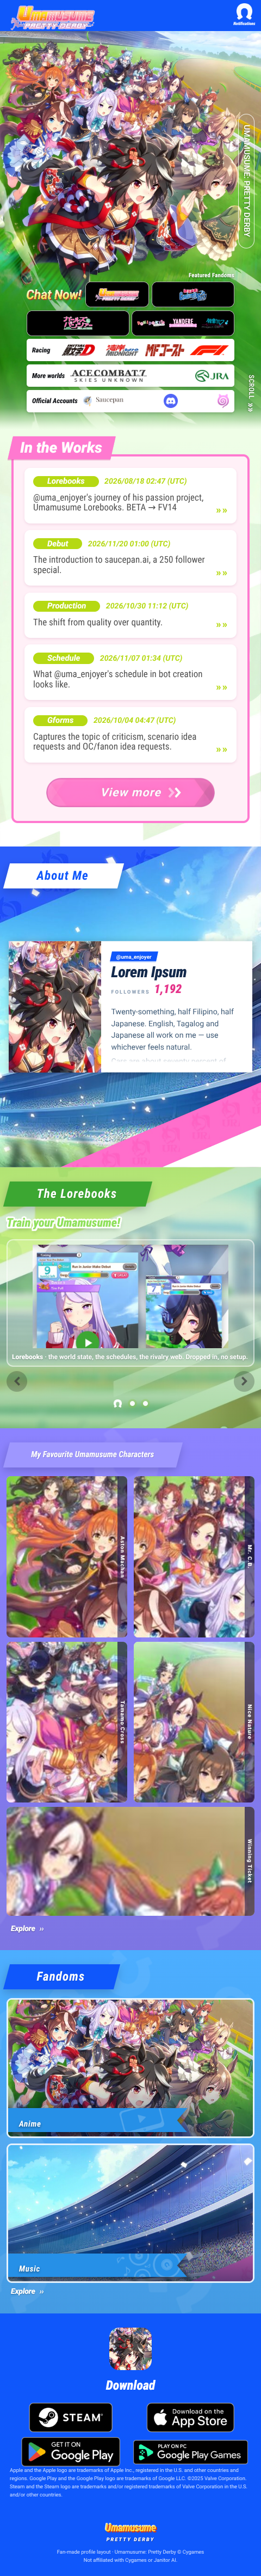 Umamusume
PRETTY DERBY
Notifications
UMAMUSUME: PRETTY DERBY
Featured Fandoms
Chat Now!
YANDERE
Racing
INITIAL D
MIDNIGHT
MFゴースト
F1
More worlds
ACE COMBAT 7
SKIES UNKNOWN
JRA
Official Accounts
Saucepan
SCROLL
In the Works
Lorebooks 2026/08/18 02:47 (UTC)
@uma_enjoyer's journey of his passion project,
Umamusume Lorebooks. BETA → FV14
Debut 2026/11/20 01:00 (UTC)
The introduction to saucepan.ai, a 250 follower
special.
Production 2026/10/30 11:12 (UTC)
The shift from quality over quantity.
Schedule 2026/11/07 01:34 (UTC)
What @uma_enjoyer's schedule in bot creation
looks like.
Gforms 2026/10/04 04:47 (UTC)
Captures the topic of criticism, scenario idea
requests and OC/fanon idea requests.
View more
About Me
@uma_enjoyer
Lorem Ipsum
FOLLOWERS 1,192
Twenty-something, half Filipino, half
Japanese. English, Tagalog and
Japanese all work on me — use
whichever feels natural.
The Lorebooks
Train your Umamusume!
Lorebooks · the world state, the schedules, the rivalry web. Dropped in, no setup.
My Favourite Umamusume Characters
Aston Machan
Mr. C.B.
Tamamo Cross
Nice Nature
Winning Ticket
Explore »
Fandoms
Anime
Music
Explore »
Download
STEAM
Download on the
App Store
GET IT ON
Google Play
PLAY ON PC
Google Play Games
Apple and the Apple logo are trademarks of Apple Inc., registered in the U.S. and other countries and
regions. Google Play and the Google Play logo are trademarks of Google LLC. ©2025 Valve Corporation.
Steam and the Steam logo are trademarks and/or registered trademarks of Valve Corporation in the U.S.
and/or other countries.
Umamusume
PRETTY DERBY
Fan-made profile layout · Umamusume: Pretty Derby © Cygames
Not affiliated with Cygames or Janitor AI.